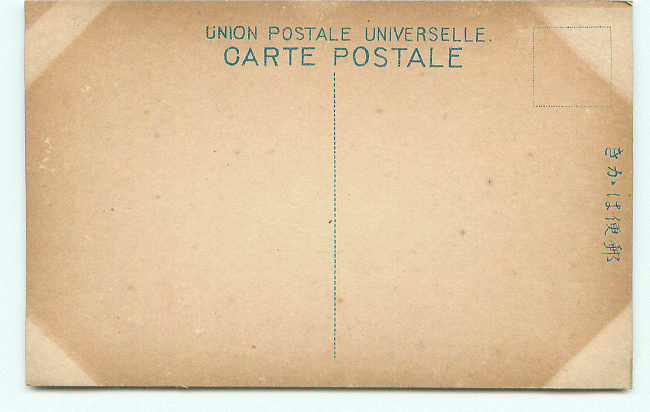 UNION POSTALE UNIVERSELLE.
CARTE POSTALE
きかは便郵